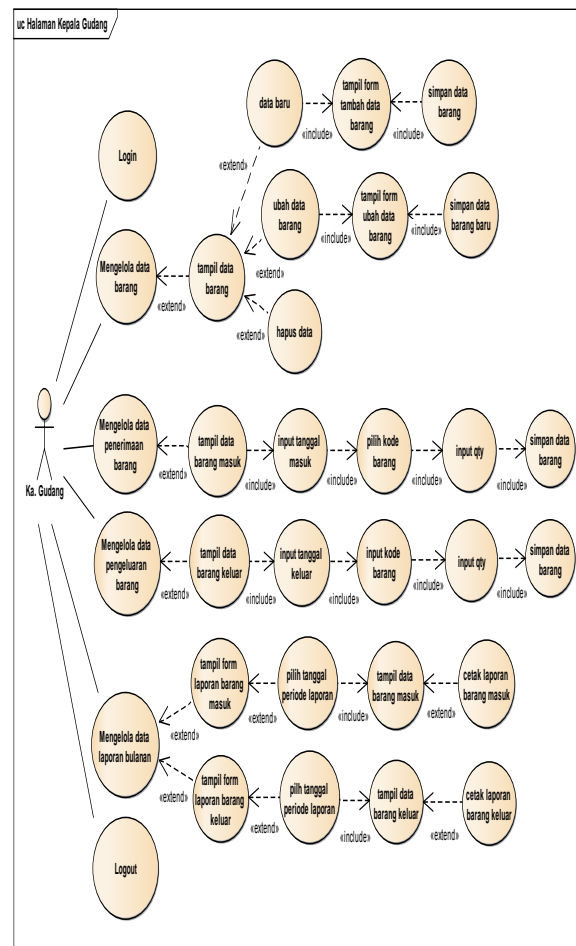 uc Halaman Kepala Gudang
data baru
«include»
tampil form
tambah data
barang
«include»
simpan data
barang
Login
«extend»
ubah data
barang
«include»
tampil form
ubah data
barang
«include»
simpan data
barang baru
Mengelola data
barang
«extend»
tampil data
barang
«extend»
«extend»
hapus data
Ka. Gudang
Mengelola data
penerimaan
barang
«extend»
tampil data
barang masuk
«include»
input tanggal
masuk
«include»
pilih kode
barang
«include»
input qty
«include»
simpan data
barang
Mengelola data
pengeluaran
barang
«extend»
tampil data
barang keluar
«include»
input tanggal
keluar
«include»
input kode
barang
«include»
input qty
«include»
simpan data
barang
Mengelola data
laporan bulanan
«extend»
tampil form
laporan barang
masuk
«extend»
pilih tanggal
periode laporan
«include»
tampil data
barang masuk
«extend»
cetak laporan
barang masuk
«extend»
tampil form
laporan barang
keluar
«extend»
pilh tanggal
periode laporan
«include»
tampil data
barang keluar
«extend»
cetak laporan
barang keluar
Logout